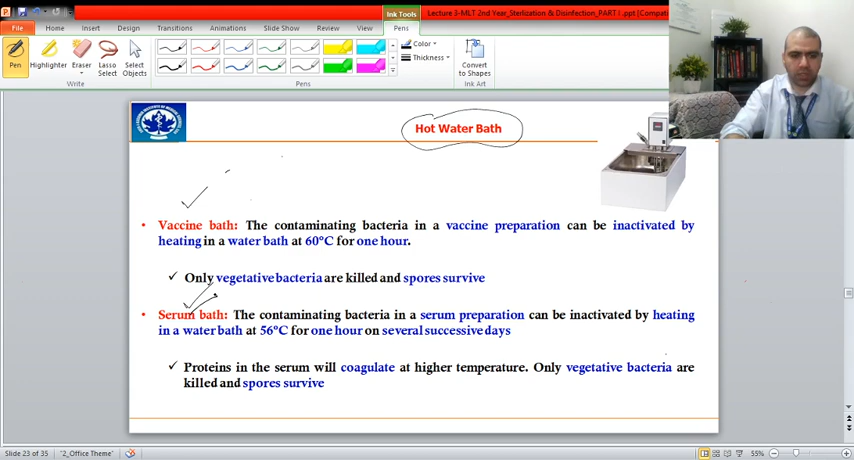 Ink Tools
Lecture 3-MLT 2nd Year_Sterlization & Disinfection_PART I .ppt [Compat
File
Home
Insert
Design
Transitions
Animations
Slide Show
Review
View
Pens
Pen
Highlighter
Eraser
Lasso Select
Select Objects
Color
Thickness
Convert to Shapes
Write
Pens
Ink Art
Hot Water Bath
• Vaccine bath: The contaminating bacteria in a vaccine preparation can be inactivated by
heating in a water bath at 60°C for one hour.
✓ Only vegetative bacteria are killed and spores survive
• Serum bath: The contaminating bacteria in a serum preparation can be inactivated by heating
in a water bath at 56°C for one hour on several successive days
✓ Proteins in the serum will coagulate at higher temperature. Only vegetative bacteria are
killed and spores survive
Slide 23 of 35
"2_Office Theme"
55%